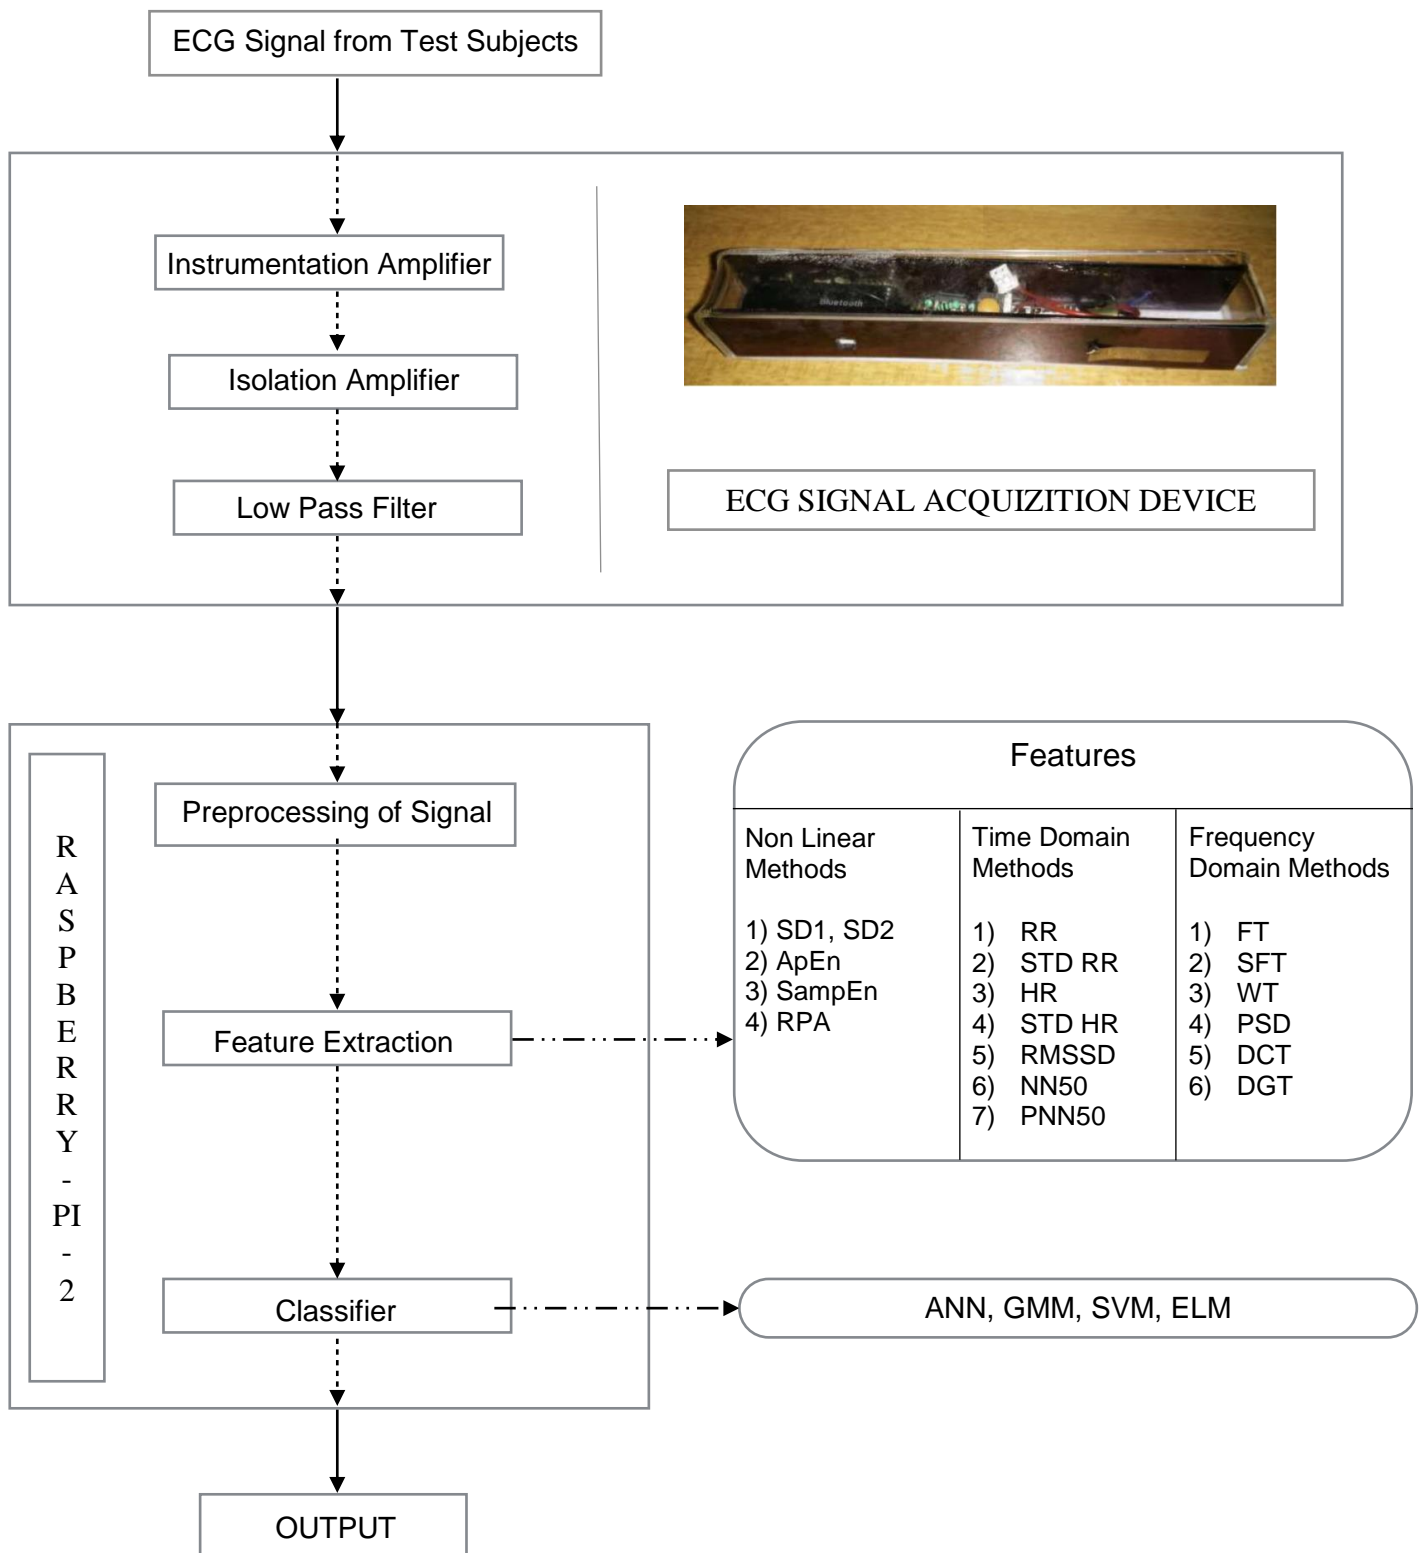 ECG Signal from Test Subjects
Instrumentation Amplifier
Isolation Amplifier
Low Pass Filter
Bluetooth
ECG SIGNAL ACQUIZITION DEVICE
R
A
S
P
B
E
R
R
Y
-
PI
-
2
Preprocessing of Signal
Feature Extraction
Classifier
Features
Non Linear
Methods
1) SD1, SD2
2) ApEn
3) SampEn
4) RPA
Time Domain
Methods
1) RR
2) STD RR
3) HR
4) STD HR
5) RMSSD
6) NN50
7) PNN50
Frequency
Domain Methods
1) FT
2) SFT
3) WT
4) PSD
5) DCT
6) DGT
ANN, GMM, SVM, ELM
OUTPUT